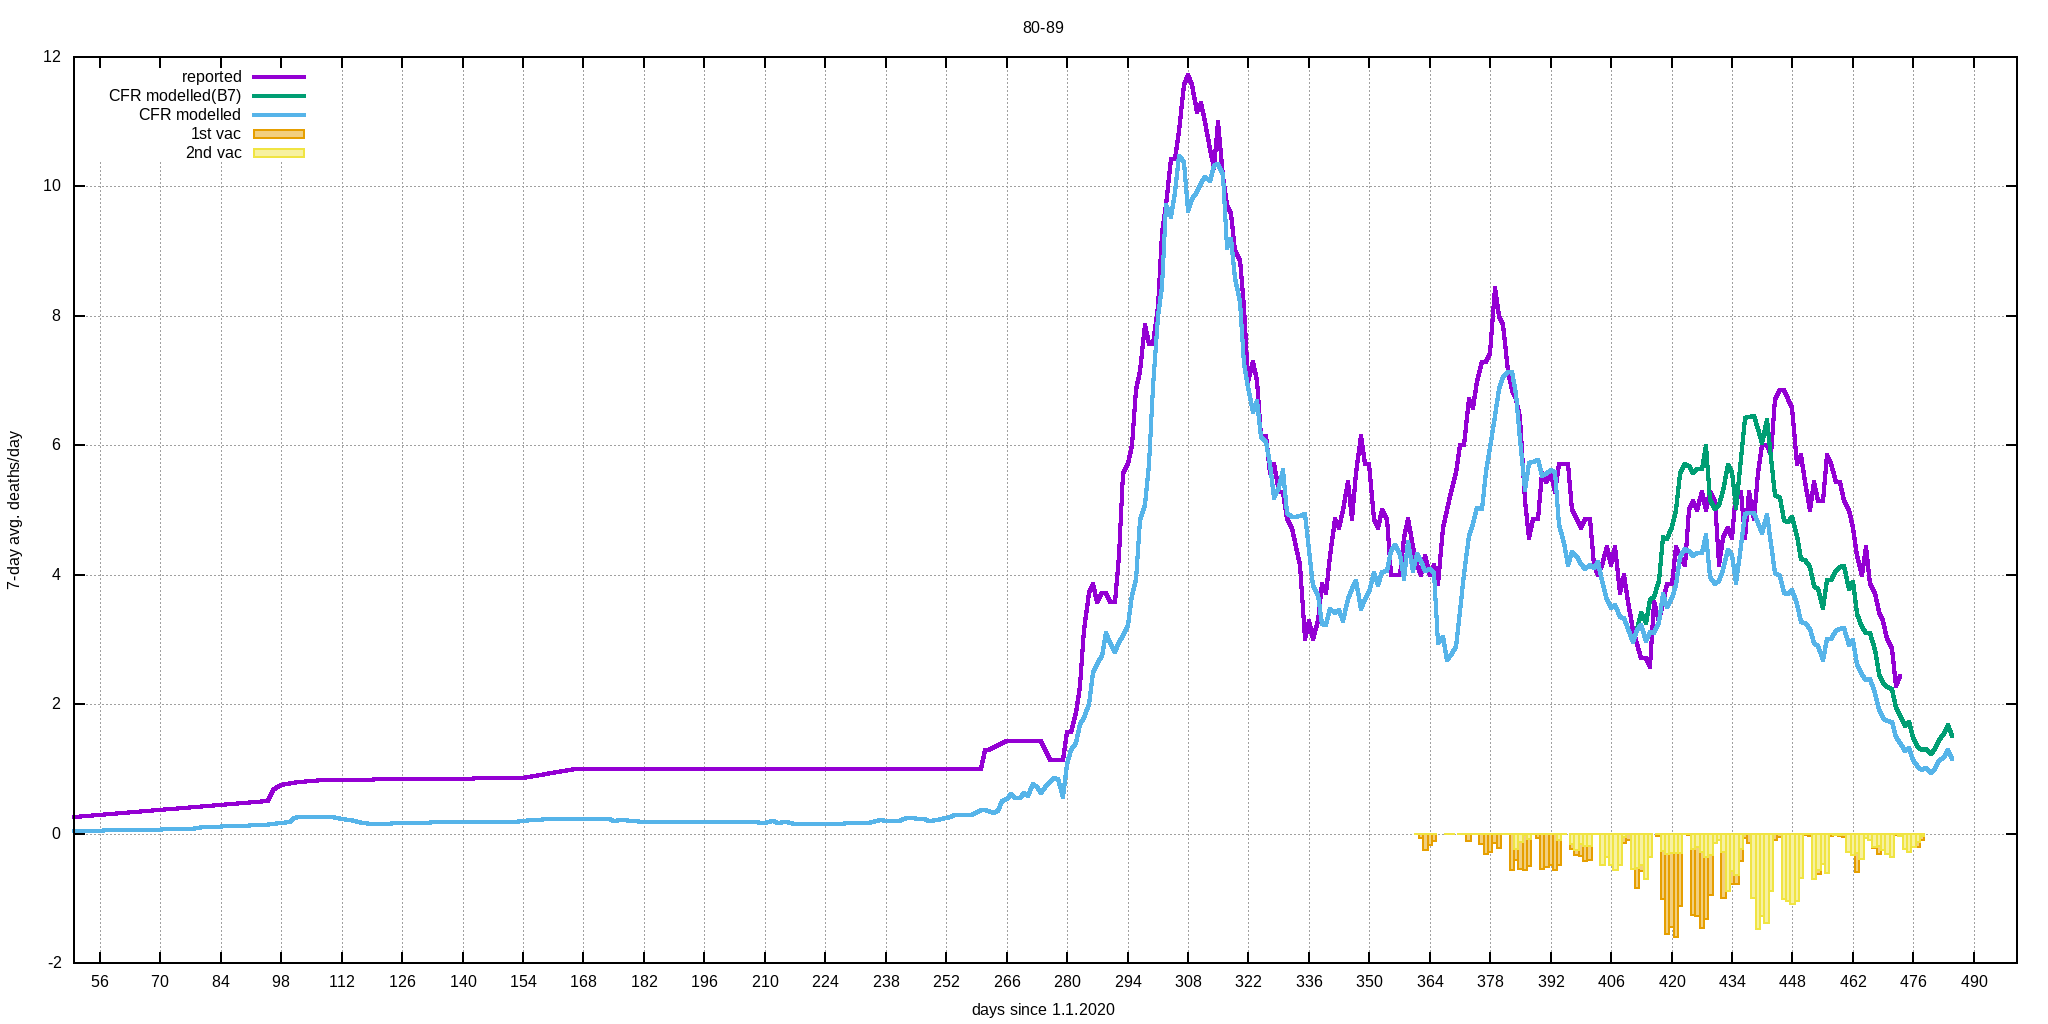 80-89
12
10
8
6
4
2
0
-2
7-day avg. deaths/day
reported
CFR modelled(B7)
CFR modelled
1st vac
2nd vac
56 70 84 98 112 126 140 154 168 182 196 210 224 238 252 266 280 294 308 322 336 350 364 378 392 406 420 434 448 462 476 490
days since 1.1.2020